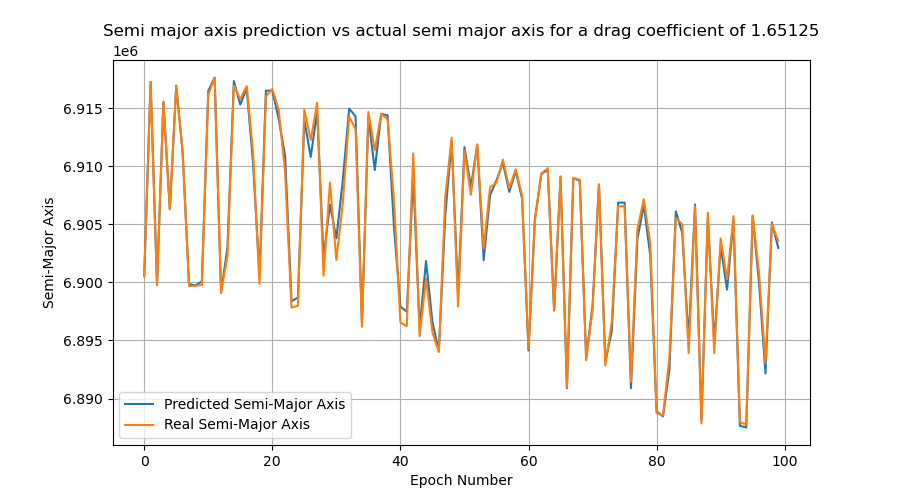 Semi major axis prediction vs actual semi major axis for a drag coefficient of 1.65125
1e6
6.915
6.910
6.905
6.900
6.895
6.890
Semi-Major Axis
Predicted Semi-Major Axis
Real Semi-Major Axis
0 20 40 60 80 100
Epoch Number